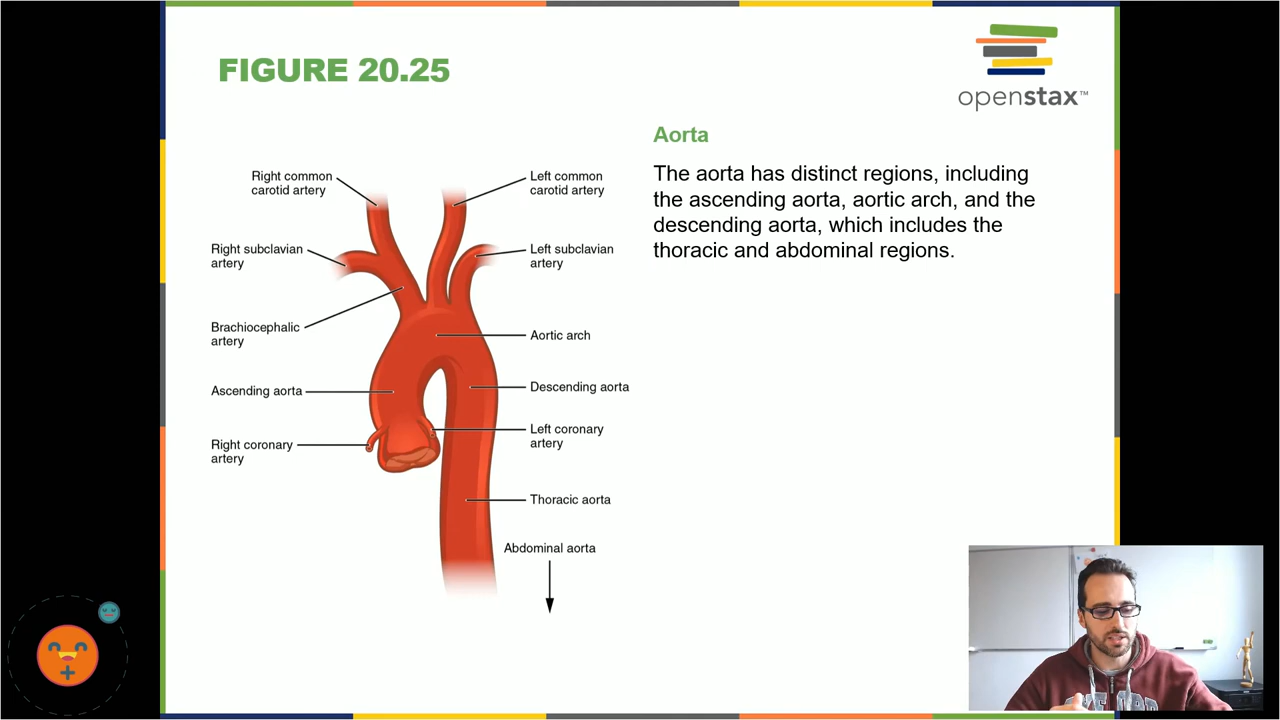 FIGURE 20.25
openstax™
Aorta
The aorta has distinct regions, including
the ascending aorta, aortic arch, and the
descending aorta, which includes the
thoracic and abdominal regions.
Right common
carotid artery
Left common
carotid artery
Right subclavian
artery
Left subclavian
artery
Brachiocephalic
artery
Aortic arch
Ascending aorta
Descending aorta
Right coronary
artery
Left coronary
artery
Thoracic aorta
Abdominal aorta